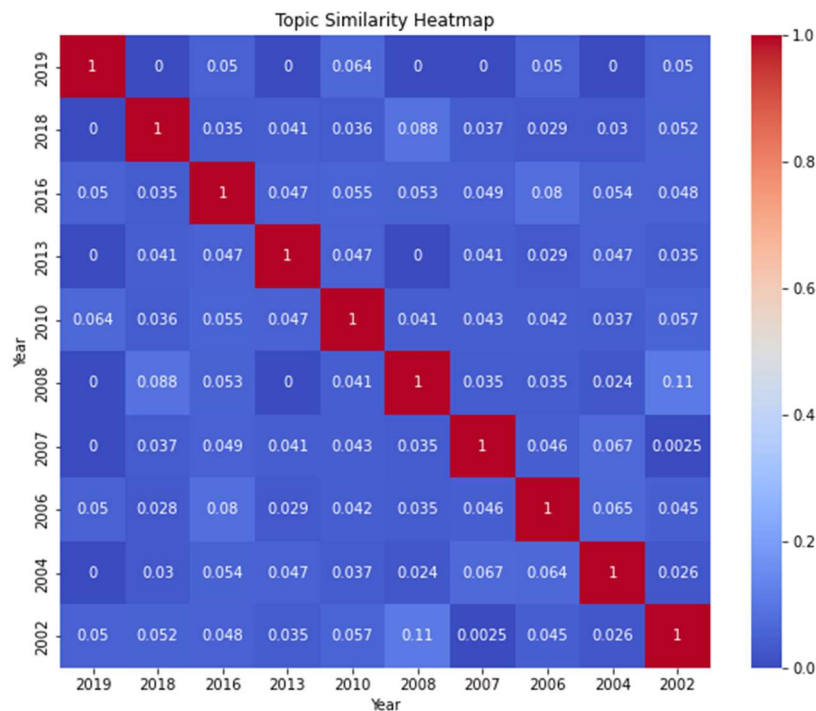 Topic Similarity Heatmap
2019 1 0 0.05 0 0.064 0 0 0.05 0 0.05
2018 0 1 0.035 0.041 0.036 0.088 0.037 0.029 0.03 0.052
2016 0.05 0.035 1 0.047 0.055 0.053 0.049 0.08 0.054 0.048
2013 0 0.041 0.047 1 0.047 0 0.041 0.029 0.047 0.035
2010 0.064 0.036 0.055 0.047 1 0.041 0.043 0.042 0.037 0.057
Year
2008 0 0.088 0.053 0 0.041 1 0.035 0.035 0.024 0.11
2007 0 0.037 0.049 0.041 0.043 0.035 1 0.046 0.067 0.0025
2006 0.05 0.028 0.08 0.029 0.042 0.035 0.046 1 0.065 0.045
2004 0 0.03 0.054 0.047 0.037 0.024 0.067 0.064 1 0.026
2002 0.05 0.052 0.048 0.035 0.057 0.11 0.0025 0.045 0.026 1
2019 2018 2016 2013 2010 2008 2007 2006 2004 2002
Year
1.0
0.8
0.6
0.4
0.2
0.0